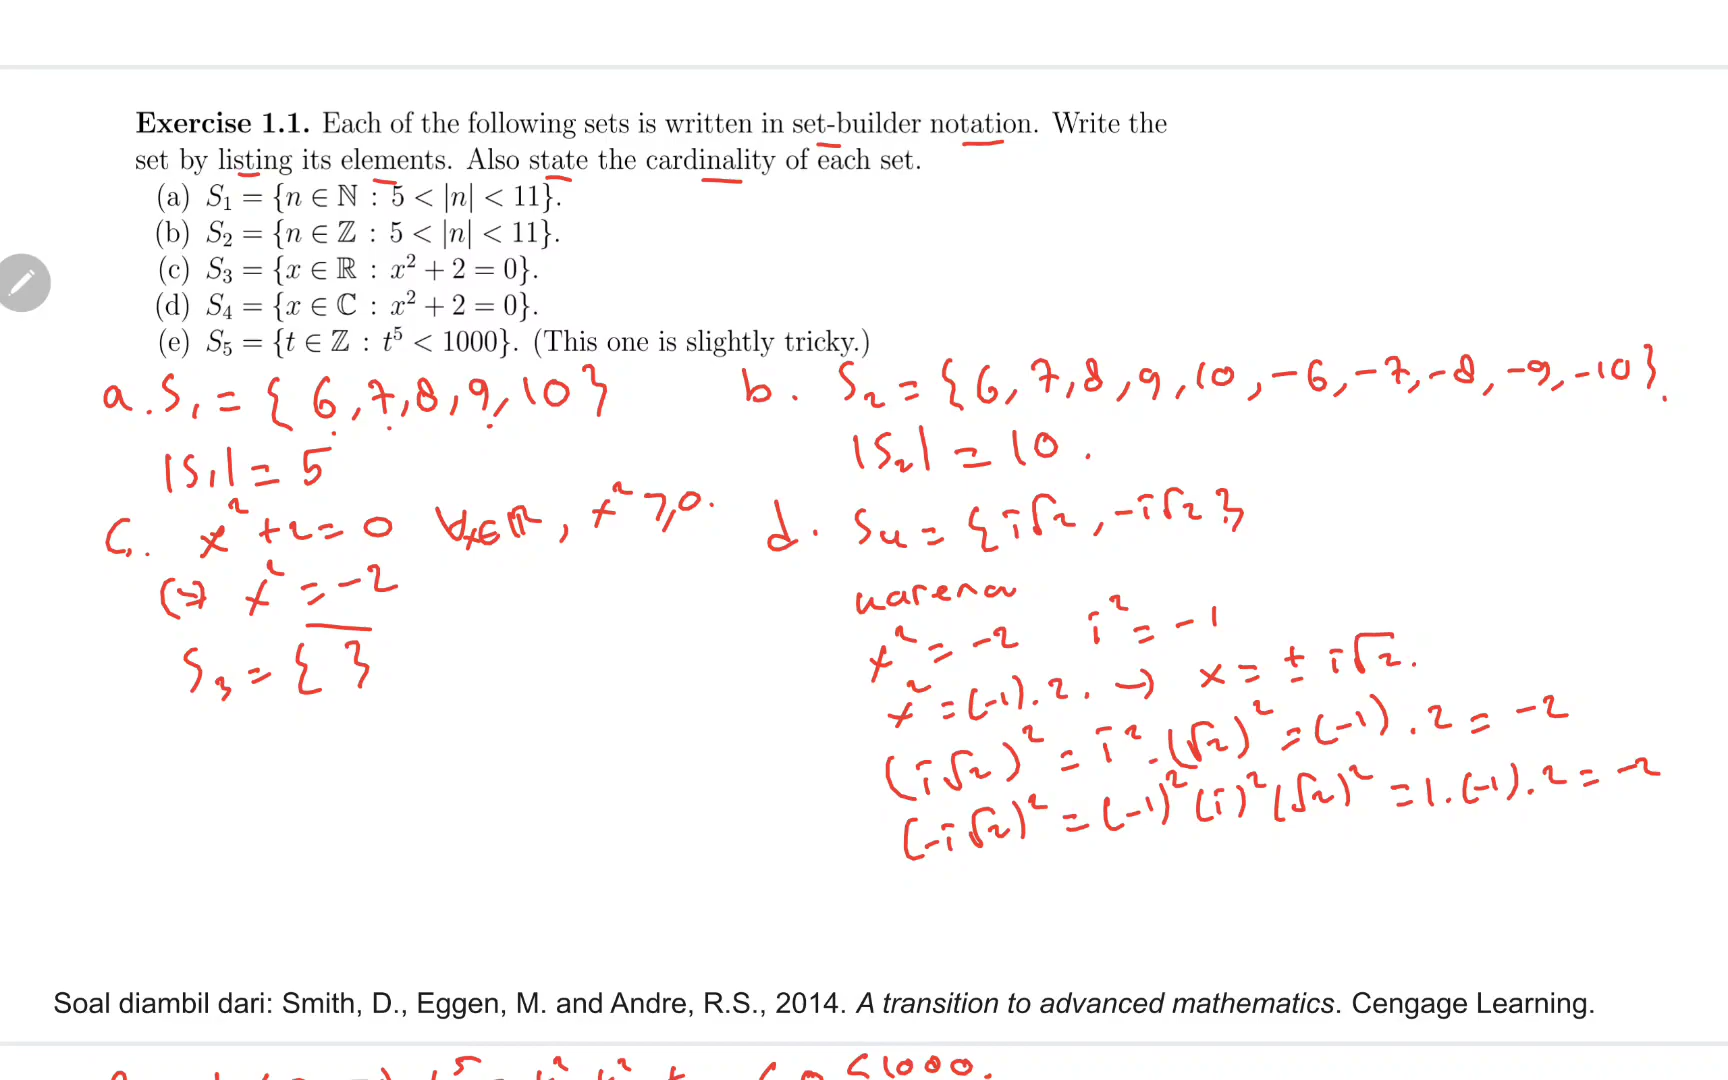 Exercise 1.1. Each of the following sets is written in set-builder notation. Write the
set by listing its elements. Also state the cardinality of each set.
(a) S₁ = {n ∈ ℕ : 5 < |n| < 11}.
(b) S₂ = {n ∈ ℤ : 5 < |n| < 11}.
(c) S₃ = {x ∈ ℝ : x² + 2 = 0}.
(d) S₄ = {x ∈ ℂ : x² + 2 = 0}.
(e) S₅ = {t ∈ ℤ : t⁵ < 1000}. (This one is slightly tricky.)
a. S₁ = {6, 7, 8, 9, 10}
|S₁| = 5
b. S₂ = {6, 7, 8, 9, 10, -6, -7, -8, -9, -10}.
|S₂| = 10.
c. x² + 2 = 0 ∀x∈ℝ, x² ≥ 0.
(⇒ x² = -2
S₃ = { }
d. S₄ = {i√2, -i√2}
karena
x² = -2 i² = -1
x² = (-1).2. → x = ± i√2.
(i√2)² = i².(√2)² = (-1).2 = -2
(-i√2)² = (-1)²(i)²(√2)² = 1.(-1).2 = -2
Soal diambil dari: Smith, D., Eggen, M. and Andre, R.S., 2014. A transition to advanced mathematics. Cengage Learning.
< 1000.